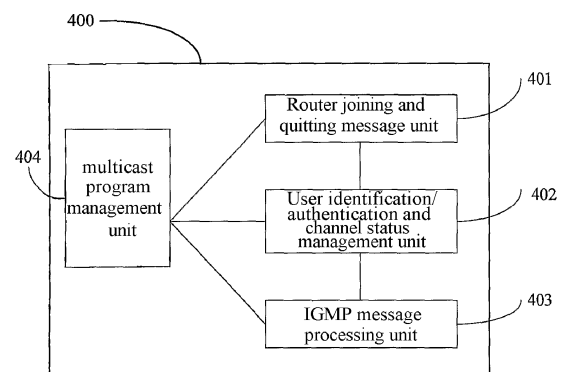 400
Router joining and
quitting message unit
401
404
multicast
program
management
unit
User identification/
authentication and
channel status
management unit
402
IGMP message
processing unit
403